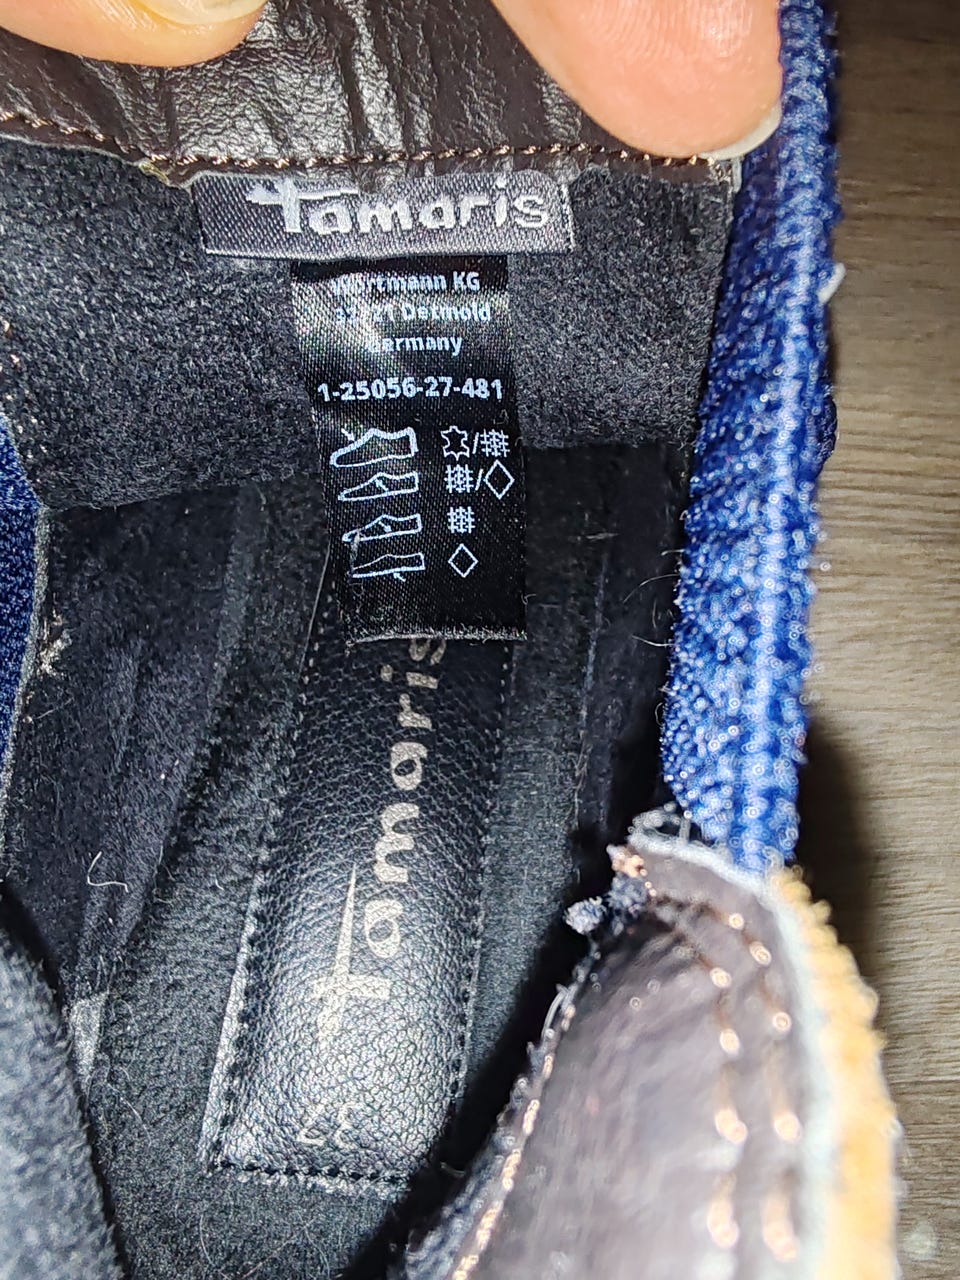 Tamaris
Wortmann KG
Detmold
Germany
1-25056-27-481
/
/
Tamaris